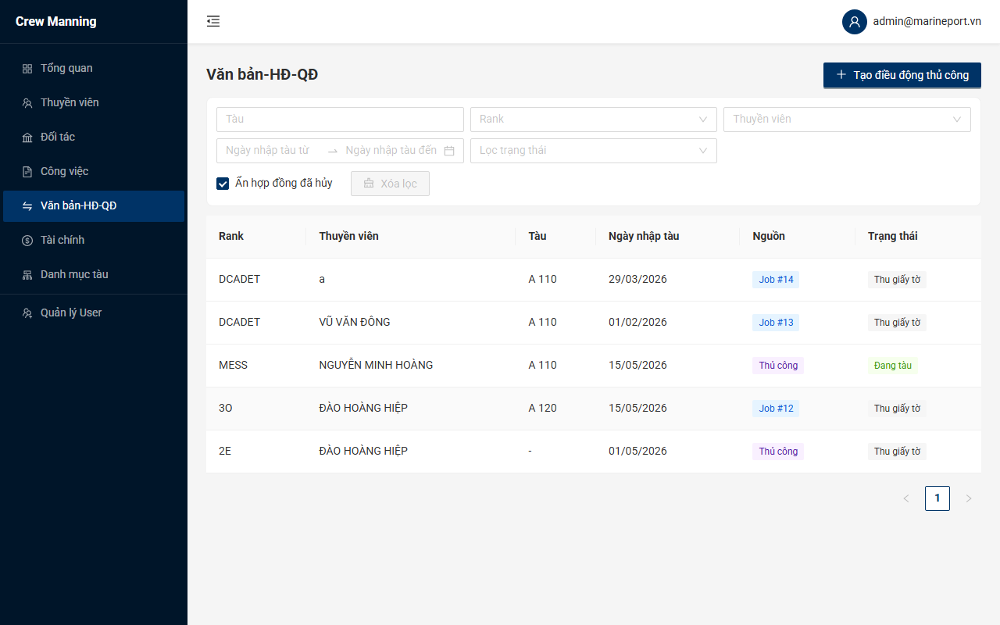 Crew Manning
admin@marineport.vn
Tổng quan
Thuyền viên
Đối tác
Công việc
Văn bản-HĐ-QĐ
Tài chính
Danh mục tàu
Quản lý User
Văn bản-HĐ-QĐ
Tạo điều động thủ công
Tàu Rank Thuyền viên
Ngày nhập tàu từ Ngày nhập tàu đến Lọc trạng thái
Ẩn hợp đồng đã hủy Xóa lọc
Rank Thuyền viên Tàu Ngày nhập tàu Nguồn Trạng thái
DCADET a A 110 29/03/2026 Job #14 Thu giấy tờ
DCADET VŨ VĂN ĐÔNG A 110 01/02/2026 Job #13 Thu giấy tờ
MESS NGUYỄN MINH HOÀNG A 110 15/05/2026 Thủ công Đang tàu
3O ĐÀO HOÀNG HIỆP A 120 15/05/2026 Job #12 Thu giấy tờ
2E ĐÀO HOÀNG HIỆP - 01/05/2026 Thủ công Thu giấy tờ
1